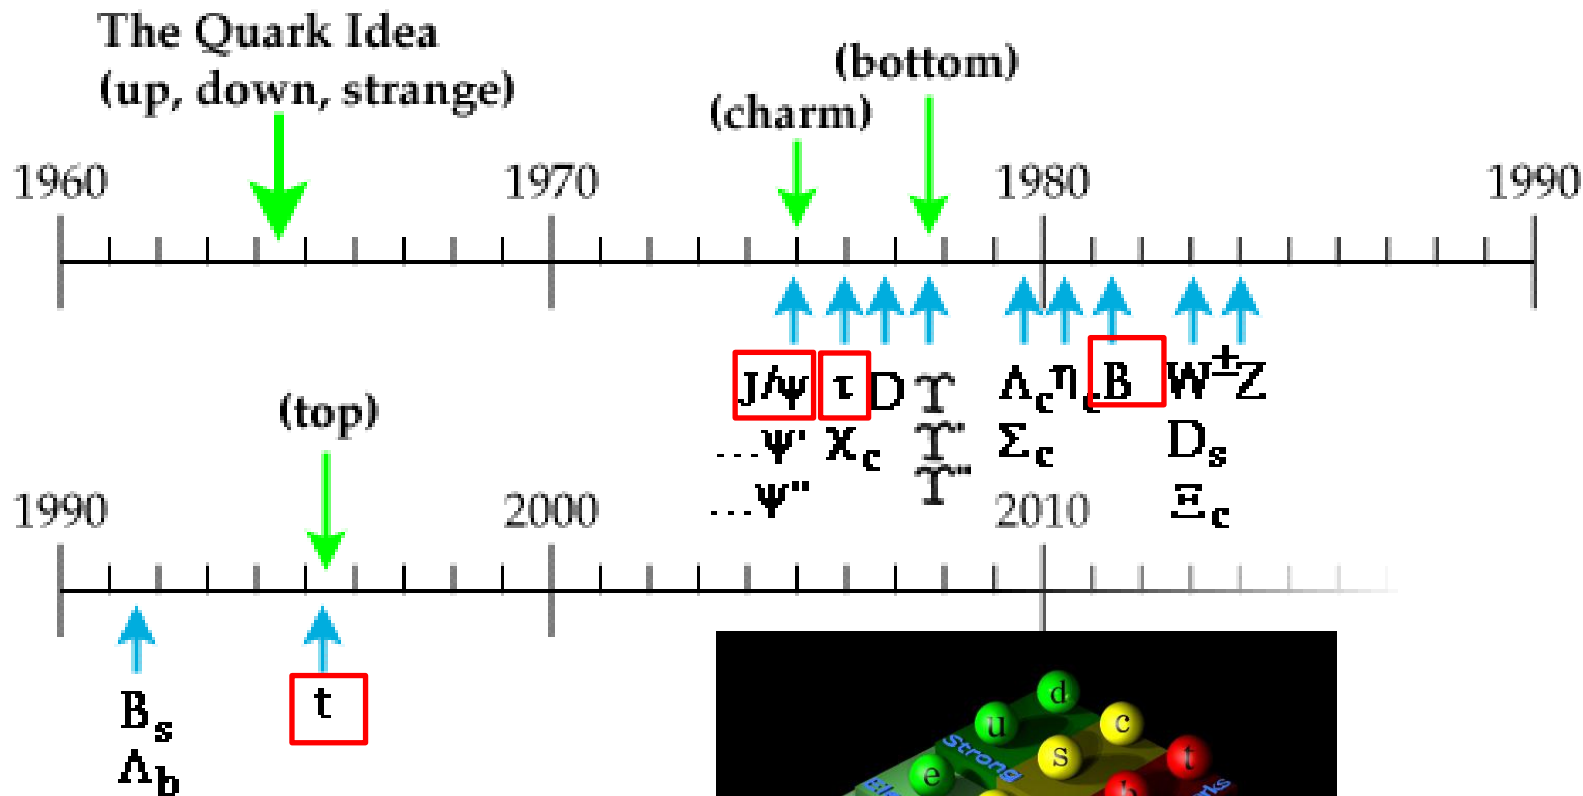 The Quark Idea
(up, down, strange)
(bottom)
(charm)
1960 1970 1980 1990
J/ψ τ D ϒ Λc ηc B W± Z
...ψ' χc ϒ' Σc Ds
...ψ'' ϒ'' Ξc
(top)
1990 2000 2010
Bs t
Λb
d
u c
Strong s t
e b